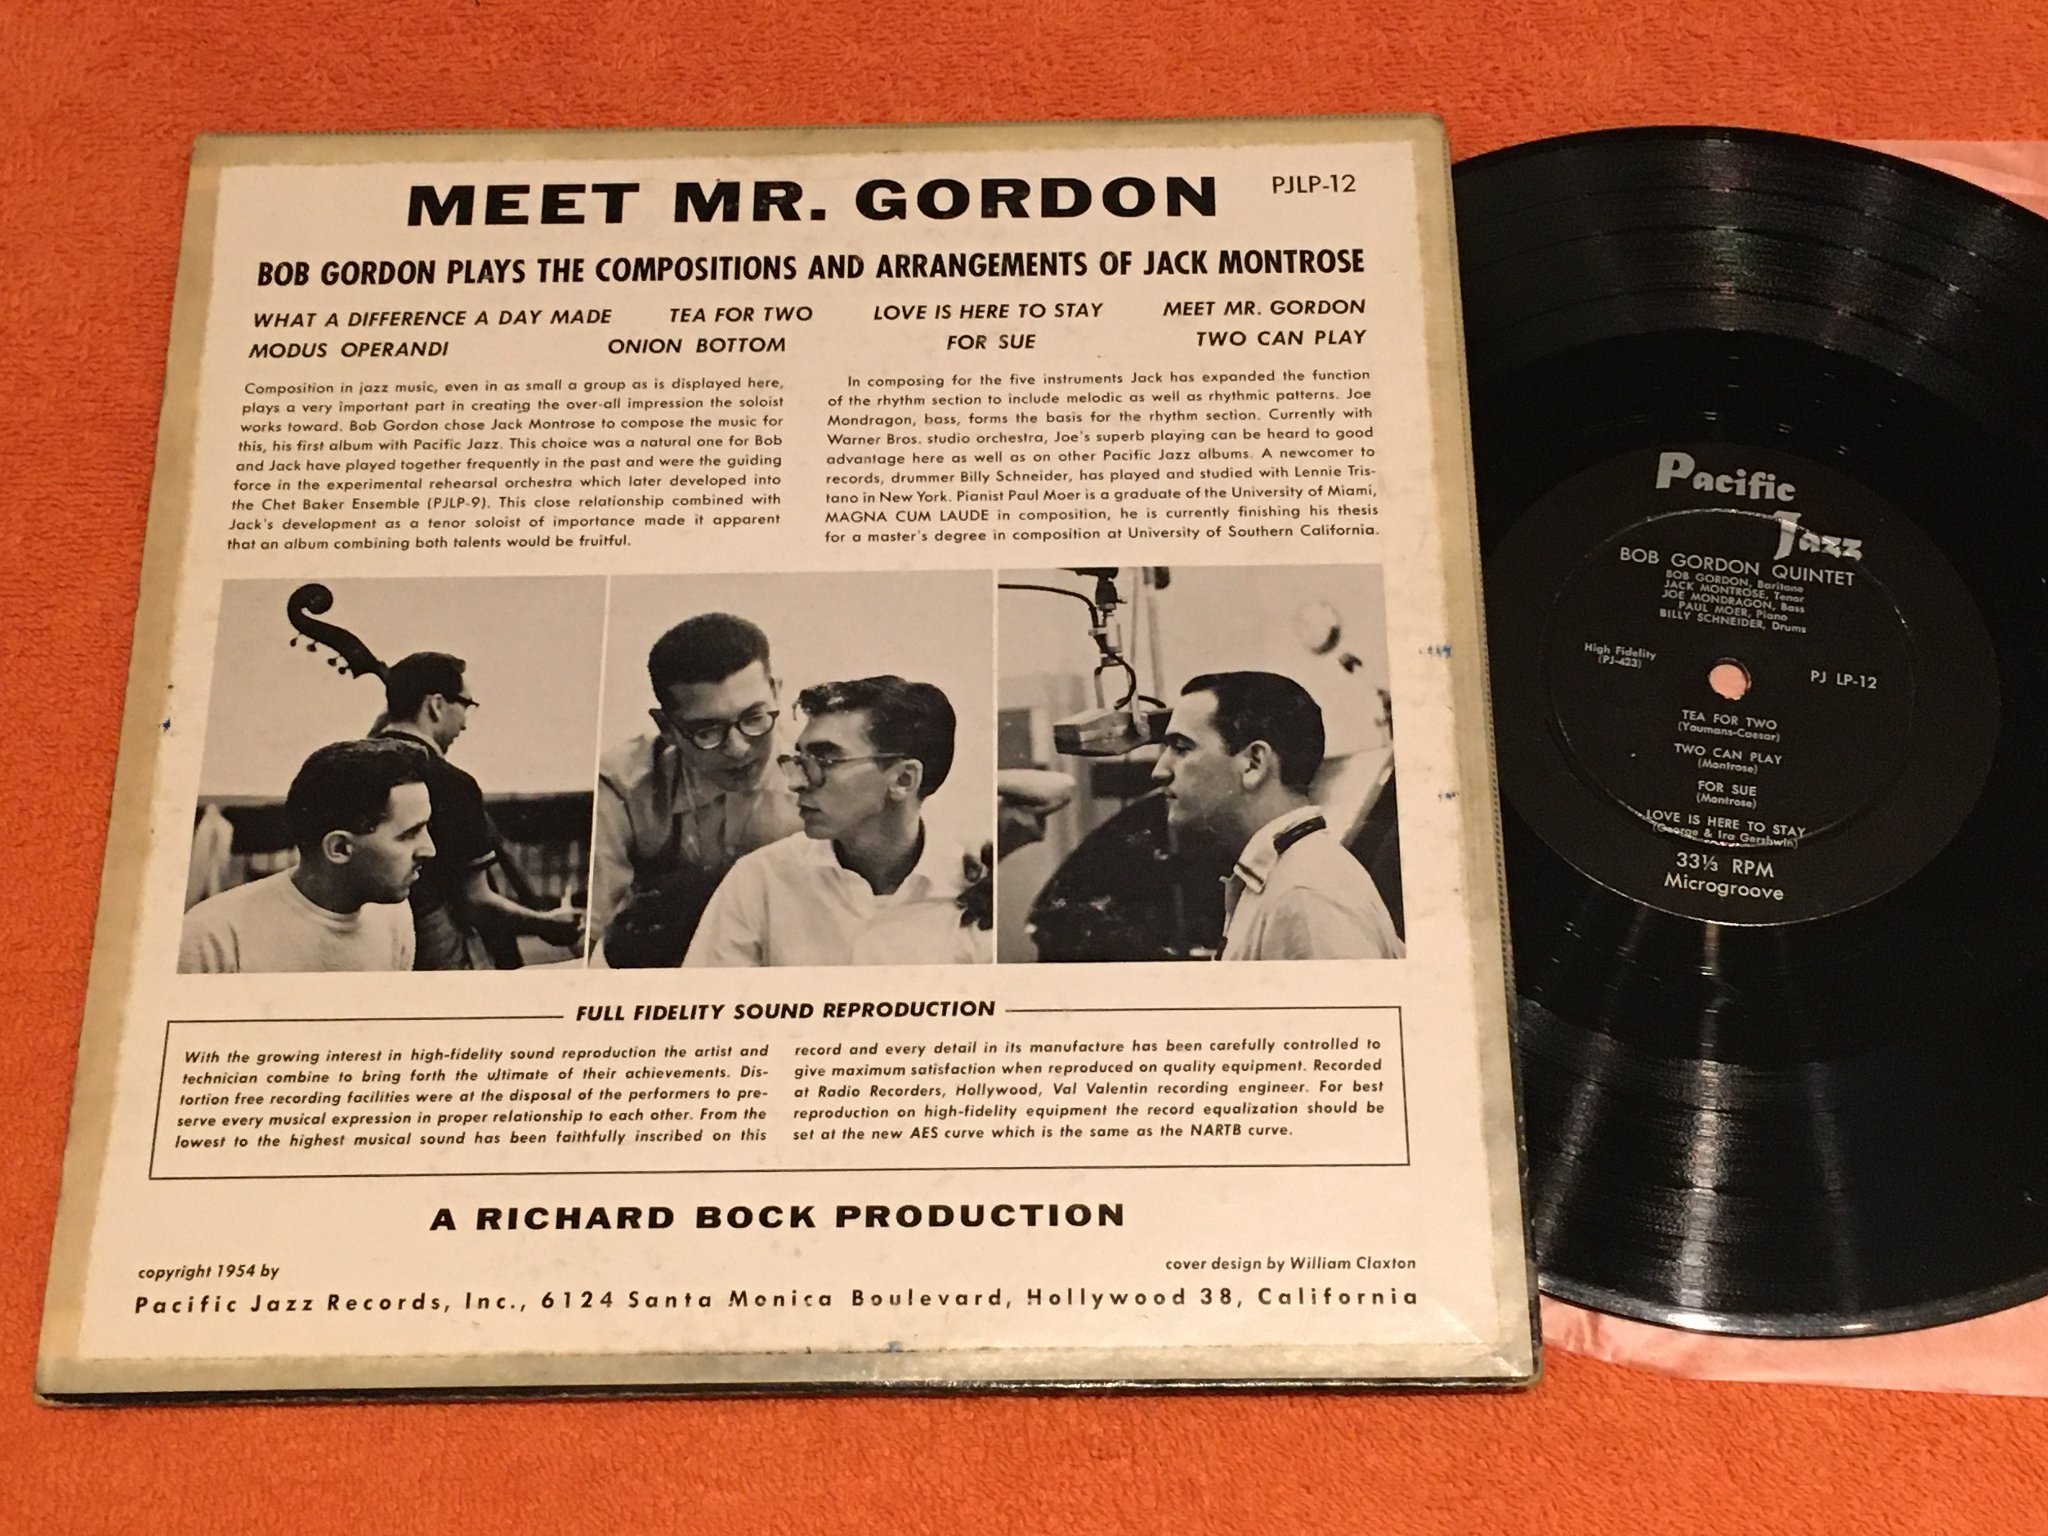 MEET MR. GORDON
PJLP-12
BOB GORDON PLAYS THE COMPOSITIONS AND ARRANGEMENTS OF JACK MONTROSE
WHAT A DIFFERENCE A DAY MADE TEA FOR TWO LOVE IS HERE TO STAY MEET MR. GORDON
MODUS OPERANDI ONION BOTTOM FOR SUE TWO CAN PLAY
Composition in jazz music, even in as small a group as is displayed here,
plays a very important part in creating the over-all impression the soloist
works toward. Bob Gordon chose Jack Montrose to compose the music for
this, his first album with Pacific Jazz. This choice was a natural one for Bob
and Jack have played together frequently in the past and were the guiding
force in the experimental rehearsal orchestra which later developed into
the Chet Baker Ensemble (PJLP-9). This close relationship combined with
Jack's development as a tenor soloist of importance made it apparent
that an album combining both talents would be fruitful.
In composing for the five instruments Jack has expanded the function
of the rhythm section to include melodic as well as rhythmic patterns. Joe
Mondragon, bass, forms the basis for the rhythm section. Currently with
Warner Bros. studio orchestra, Joe's superb playing can be heard to good
advantage here as well as on other Pacific Jazz albums. A newcomer to
records, drummer Billy Schneider, has played and studied with Lennie Tris-
tano in New York. Pianist Paul Moer is a graduate of the University of Miami,
MAGNA CUM LAUDE in composition, he is currently finishing his thesis
for a master's degree in composition at University of Southern California.
FULL FIDELITY SOUND REPRODUCTION
With the growing interest in high-fidelity sound reproduction the artist and
technician combine to bring forth the ultimate of their achievements. Dis-
tortion free recording facilities were at the disposal of the performers to pre-
serve every musical expression in proper relationship to each other. From the
lowest to the highest musical sound has been faithfully inscribed on this
record and every detail in its manufacture has been carefully controlled to
give maximum satisfaction when reproduced on quality equipment. Recorded
at Radio Recorders, Hollywood, Val Valentin recording engineer. For best
reproduction on high-fidelity equipment the record equalization should be
set at the new AES curve which is the same as the NARTB curve.
A RICHARD BOCK PRODUCTION
copyright 1954 by
cover design by William Claxton
Pacific Jazz Records, Inc., 6124 Santa Monica Boulevard, Hollywood 38, California
Pacific
Jazz
BOB GORDON QUINTET
BOB GORDON, Baritone
JACK MONTROSE, Tenor
JOE MONDRAGON, Bass
PAUL MOER, Piano
BILLY SCHNEIDER, Drums
High Fidelity
(PJ-423)
PJ LP-12
TEA FOR TWO
(Youmans-Caesar)
TWO CAN PLAY
(Montrose)
FOR SUE
(Montrose)
LOVE IS HERE TO STAY
(George & Ira Gershwin)
33⅓ RPM
Microgroove